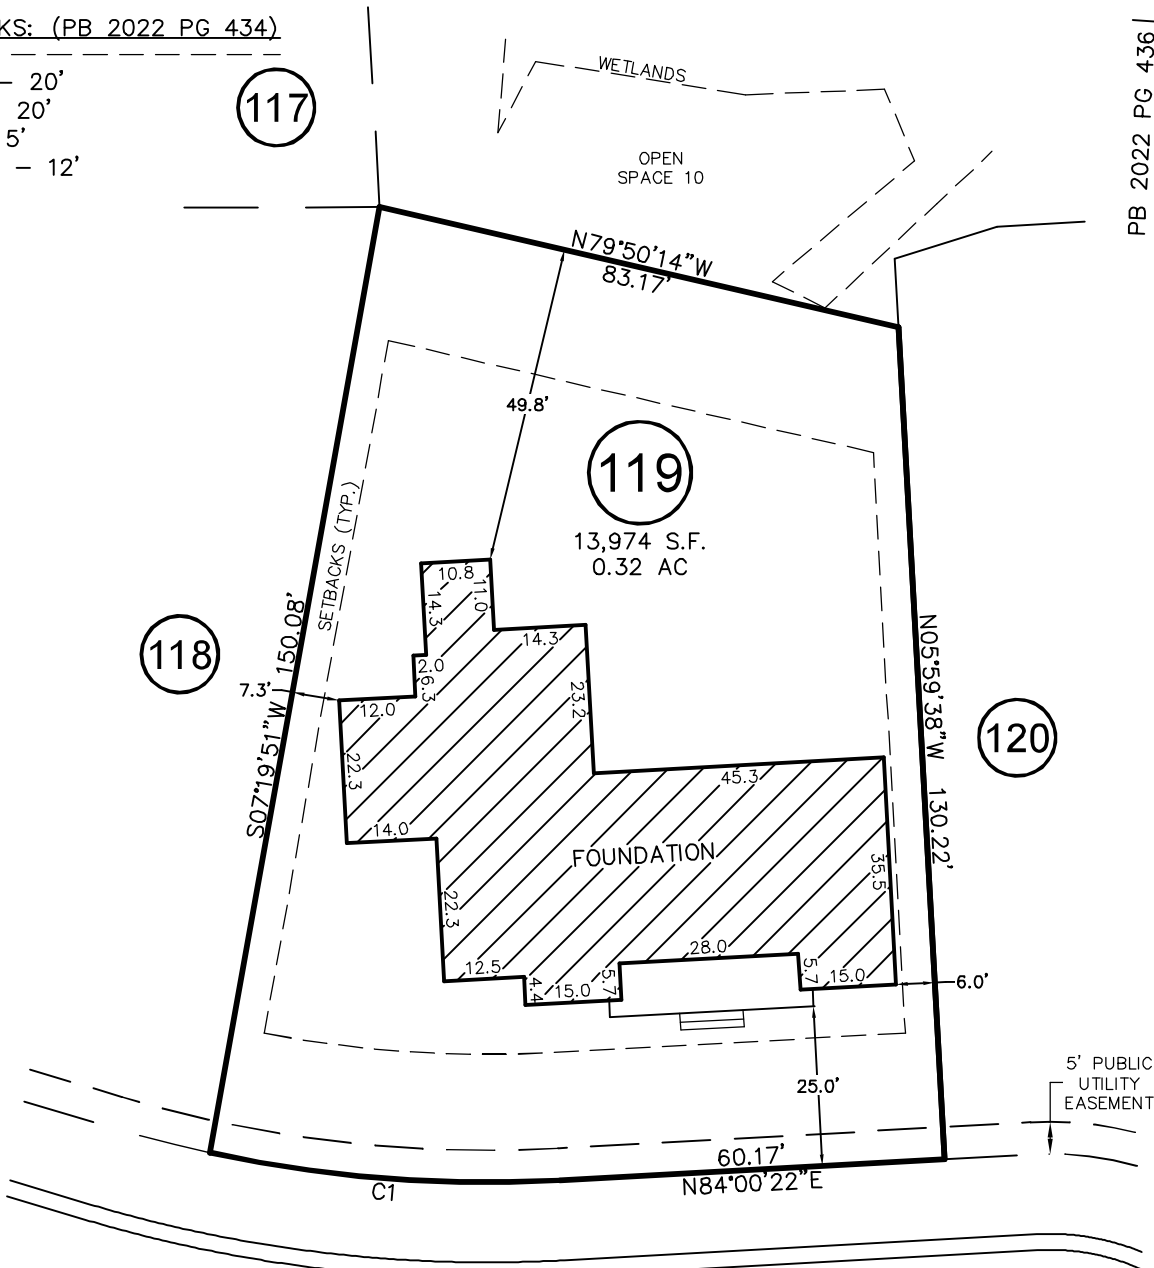 KS: (PB 2022 PG 434)
– 20'
20'
5'
– 12'
117
WETLANDS
OPEN
SPACE 10
PB 2022 PG 436
N79°50'14"W
83.17'
49.8'
119
13,974 S.F.
0.32 AC
SETBACKS (TYP.)
118
S07°19'51"W 150.08'
7.3'
10.8
11.0
14.3
14.3
2.0
6.3
12.0
23.2
22.3
45.3
14.0
FOUNDATION
35.5
22.3
28.0
12.5
4.4
15.0
5.7
5.7
15.0
N05°59'38"W 130.22'
120
6.0'
25.0'
5' PUBLIC
UTILITY
EASEMENT
60.17'
N84°00'22"E
C1